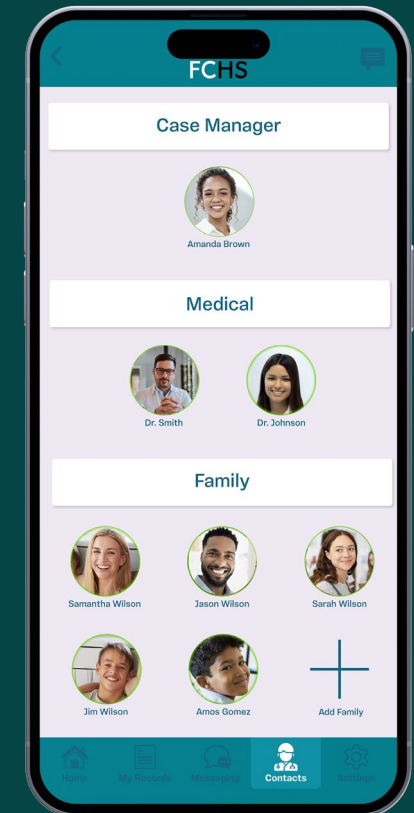 FCHS
Case Manager
Amanda Brown
Medical
Dr. Smith
Dr. Johnson
Family
Samantha Wilson
Jason Wilson
Sarah Wilson
Jim Wilson
Amos Gomez
Add Family
Home
My Records
Messaging
Contacts
Settings